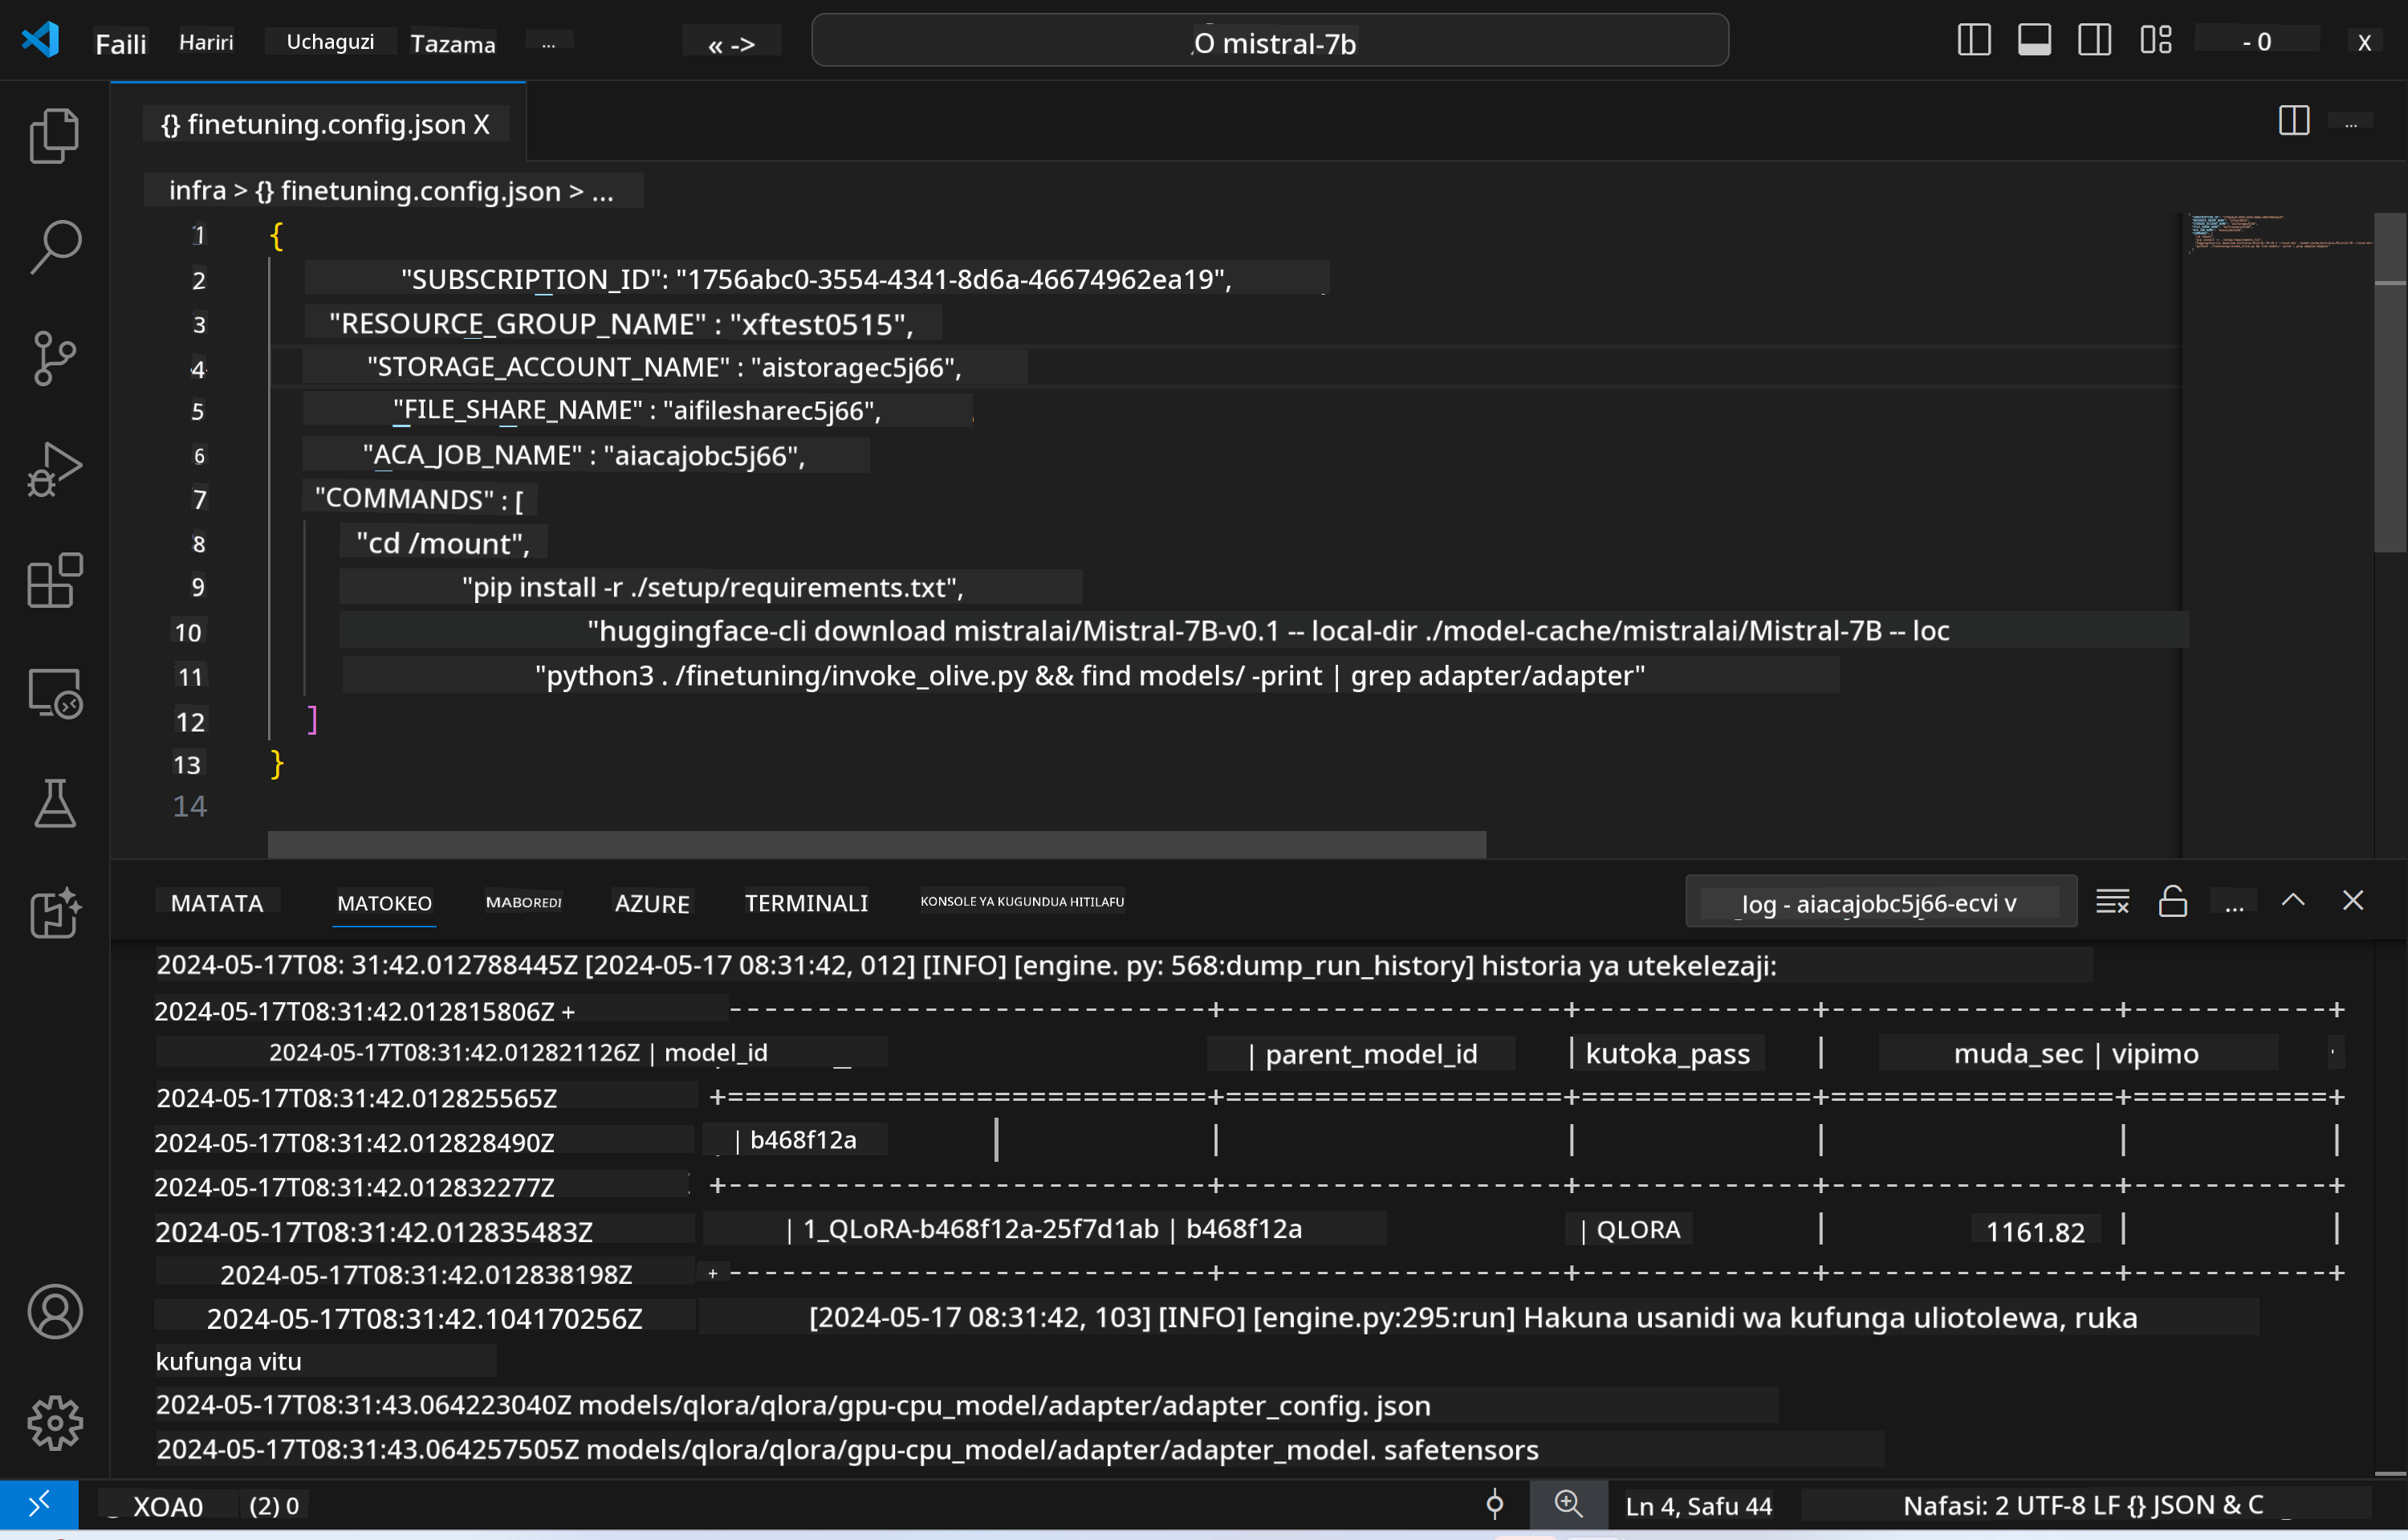 Faili Hariri Uchaguzi Tazama ... « -> O mistral-7b - 0 X
{} finetuning.config.json X ...
infra > {} finetuning.config.json > ...
1 {
2 "SUBSCRIPTION_ID": "1756abc0-3554-4341-8d6a-46674962ea19",
3 "RESOURCE_GROUP_NAME" : "xftest0515",
4 "STORAGE_ACCOUNT_NAME" : "aistoragec5j66",
5 "FILE_SHARE_NAME" : "aifilesharec5j66",
6 "ACA_JOB_NAME" : "aiacajobc5j66",
7 "COMMANDS" : [
8 "cd /mount",
9 "pip install -r ./setup/requirements.txt",
10 "huggingface-cli download mistralai/Mistral-7B-v0.1 -- local-dir ./model-cache/mistralai/Mistral-7B -- loc
11 "python3 . /finetuning/invoke_olive.py && find models/ -print | grep adapter/adapter"
12 ]
13 }
14
MATATA MATOKEO MABOREDI AZURE TERMINALI KONSOLE YA KUGUNDUA HITILAFU _log - aiacajobc5j66-ecvi v ...
2024-05-17T08: 31:42.012788445Z [2024-05-17 08:31:42, 012] [INFO] [engine. py: 568:dump_run_history] historia ya utekelezaji:
2024-05-17T08:31:42.012815806Z + ---------------------------+-------------------+-------------+----------------+-----------+
2024-05-17T08:31:42.012821126Z | model_id | parent_model_id | kutoka_pass | muda_sec | vipimo
2024-05-17T08:31:42.012825565Z +===========================+===================+=============+================+===========+
2024-05-17T08:31:42.012828490Z | b468f12a | | | | | |
2024-05-17T08:31:42.012832277Z +---------------------------+-------------------+-------------+----------------+-----------+
2024-05-17T08:31:42.012835483Z | 1_QLoRA-b468f12a-25f7d1ab | b468f12a | QLORA | 1161.82 | |
2024-05-17T08:31:42.012838198Z + ---------------------------+-------------------+-------------+----------------+-----------+
2024-05-17T08:31:42.104170256Z [2024-05-17 08:31:42, 103] [INFO] [engine.py:295:run] Hakuna usanidi wa kufunga uliotolewa, ruka
kufunga vitu
2024-05-17T08:31:43.064223040Z models/qlora/qlora/gpu-cpu_model/adapter/adapter_config. json
2024-05-17T08:31:43.064257505Z models/qlora/qlora/gpu-cpu_model/adapter/adapter_model. safetensors
XOA0 (2) 0 Ln 4, Safu 44 Nafasi: 2 UTF-8 LF {} JSON & C